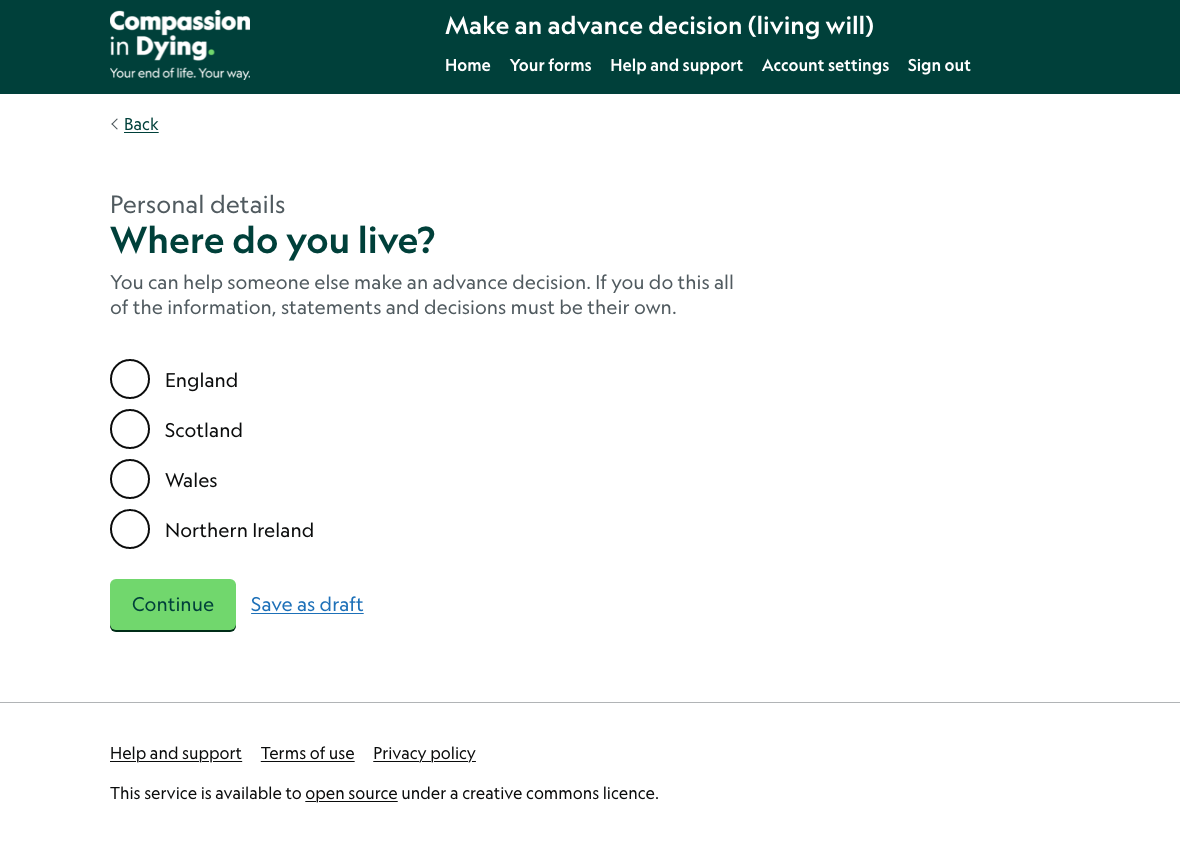 Compassion
in Dying.
Your end of life. Your way.
Make an advance decision (living will)
Home Your forms Help and support Account settings Sign out
Back
Personal details
Where do you live?
You can help someone else make an advance decision. If you do this all
of the information, statements and decisions must be their own.
England
Scotland
Wales
Northern Ireland
Continue Save as draft
Help and support Terms of use Privacy policy
This service is available to open source under a creative commons licence.